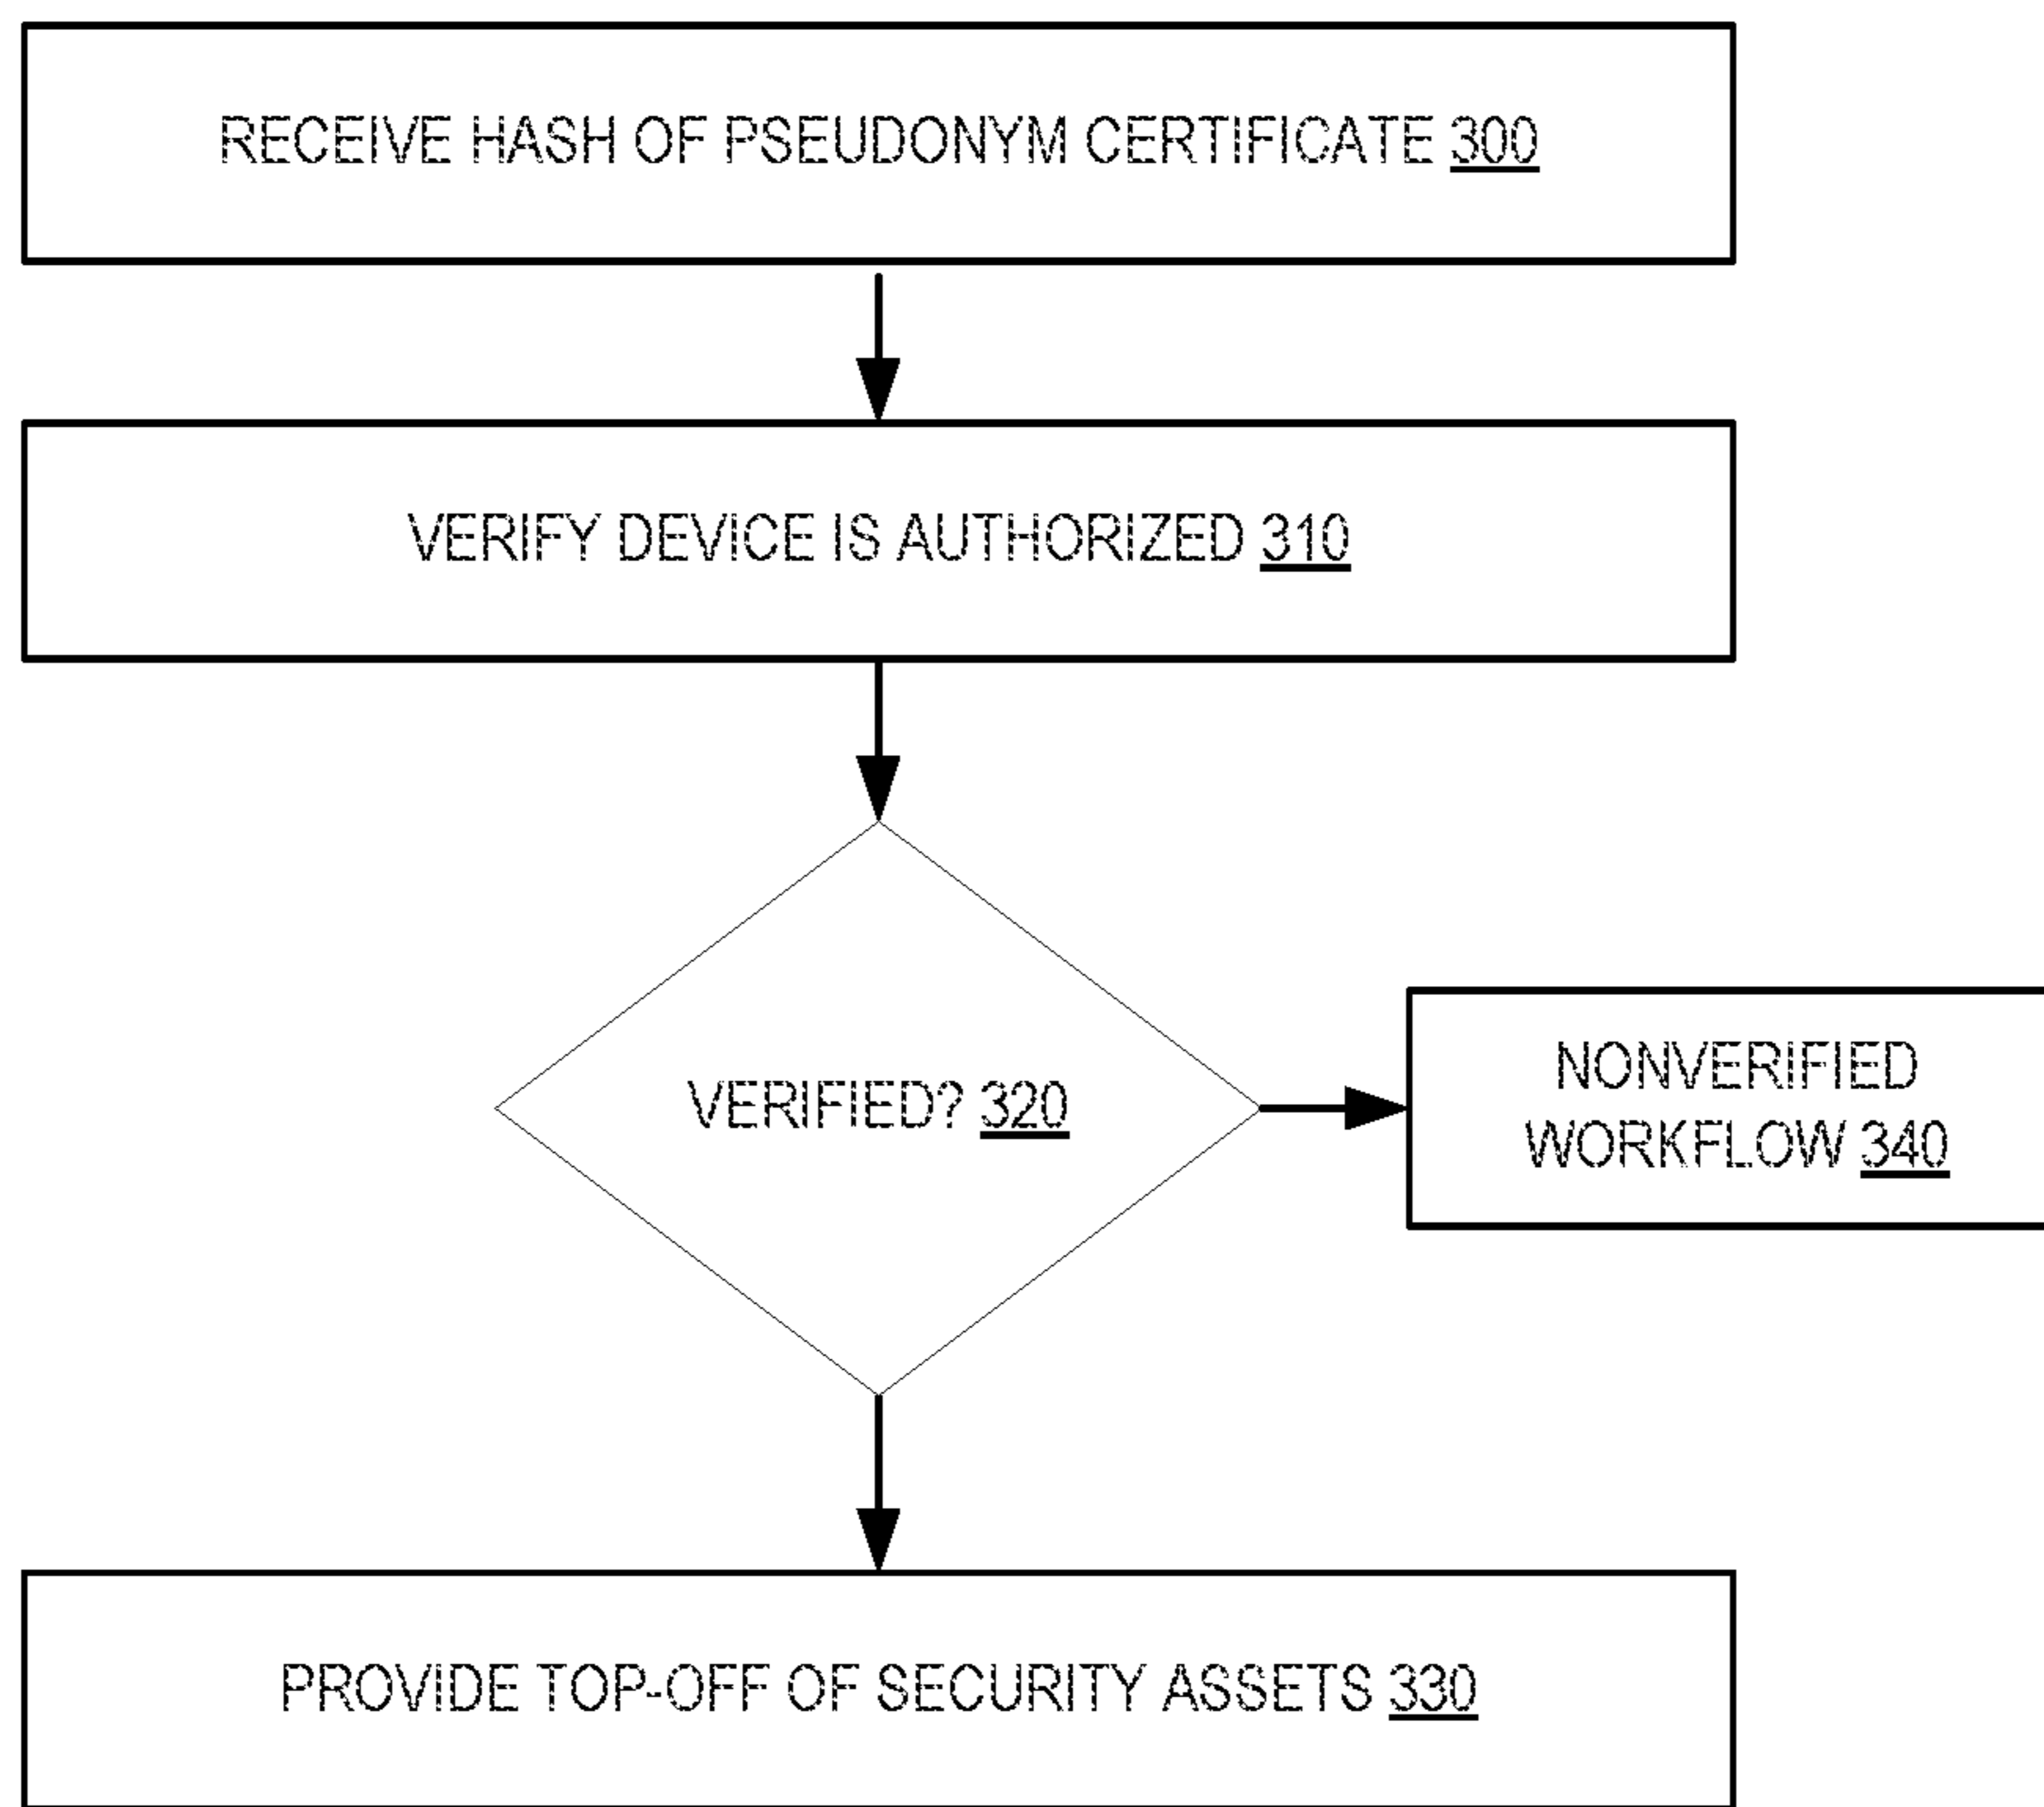 RECEIVE HASH OF PSEUDONYM CERTIFICATE 300
VERIFY DEVICE IS AUTHORIZED 310
VERIFIED? 320
NONVERIFIED
WORKFLOW 340
PROVIDE TOP-OFF OF SECURITY ASSETS 330